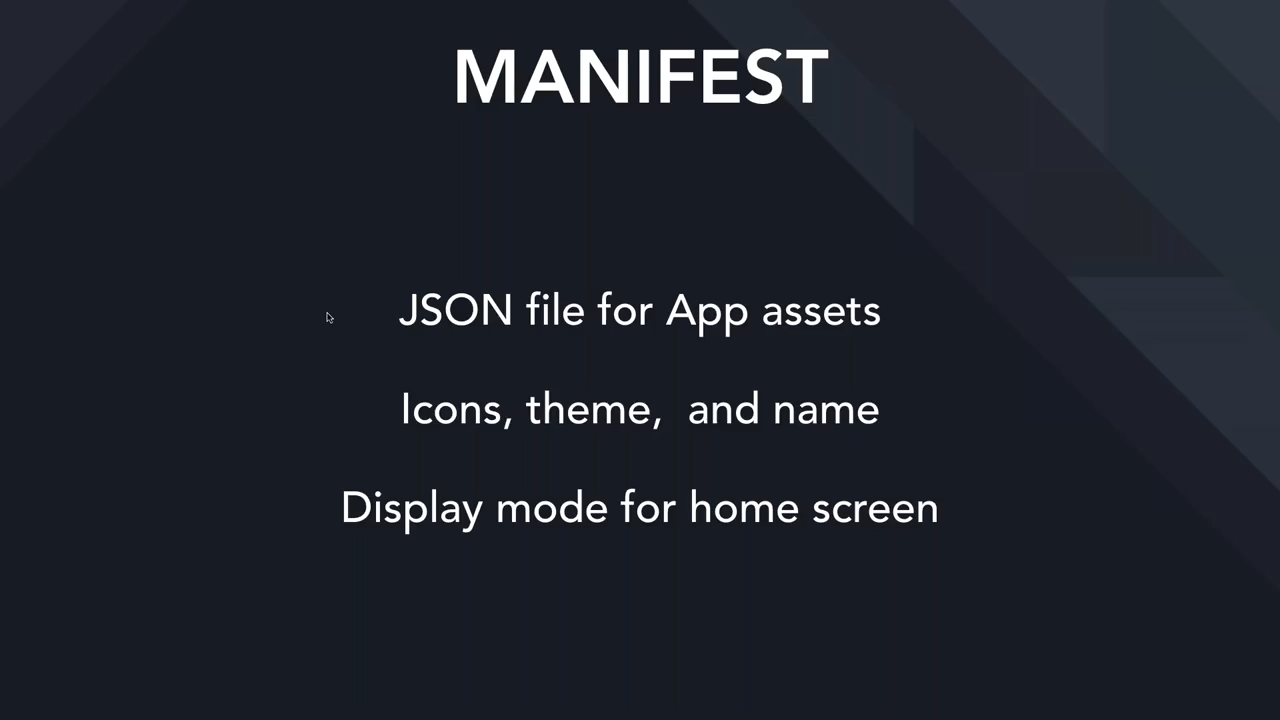 MANIFEST
JSON file for App assets
Icons, theme,  and name
Display mode for home screen